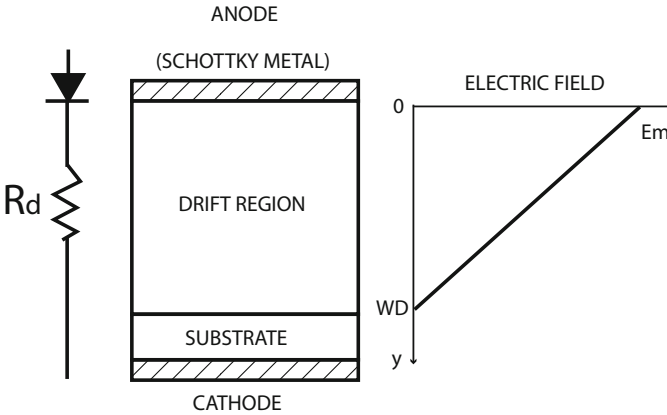 ANODE
(SCHOTTKY METAL)
ELECTRIC FIELD
0
Em
Rd
DRIFT REGION
WD
SUBSTRATE
y
CATHODE